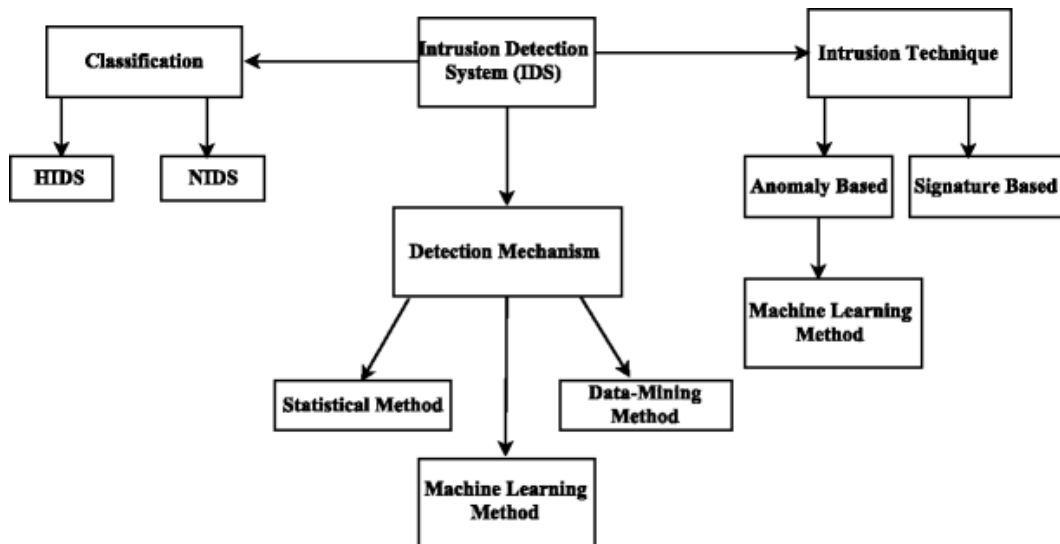 Classification
Intrusion Detection
System (IDS)
Intrusion Technique
HIDS
NIDS
Anomaly Based
Signature Based
Detection Mechanism
Machine Learning
Method
Statistical Method
Data-Mining
Method
Machine Learning
Method